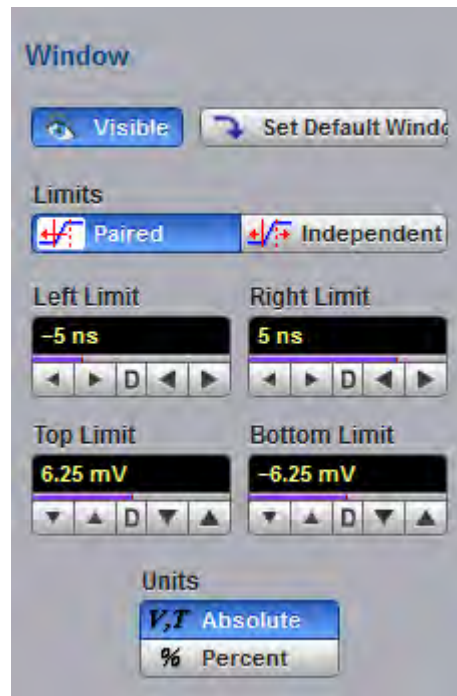 Window
Visible
Set Default Windo
Limits
Paired
Independent
Left Limit
Right Limit
–5 ns
5 ns
D
D
Top Limit
Bottom Limit
6.25 mV
–6.25 mV
D
D
Units
V,T Absolute
% Percent